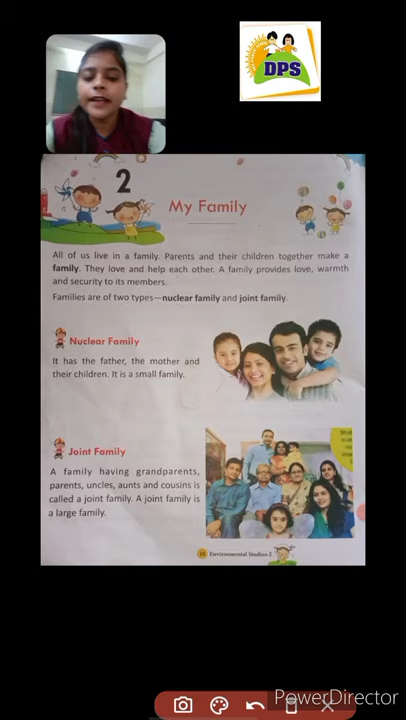 DPS
2
My Family
All of us live in a family. Parents and their children together make a
family. They love and help each other. A family provides love, warmth
and security to its members.
Families are of two types—nuclear family and joint family.
Nuclear Family
It has the father, the mother and
their children. It is a small family.
Joint Family
A family having grandparents,
parents, uncles, aunts and cousins is
called a joint family. A joint family is
a large family.
Environmental Studies-2
PowerDirector